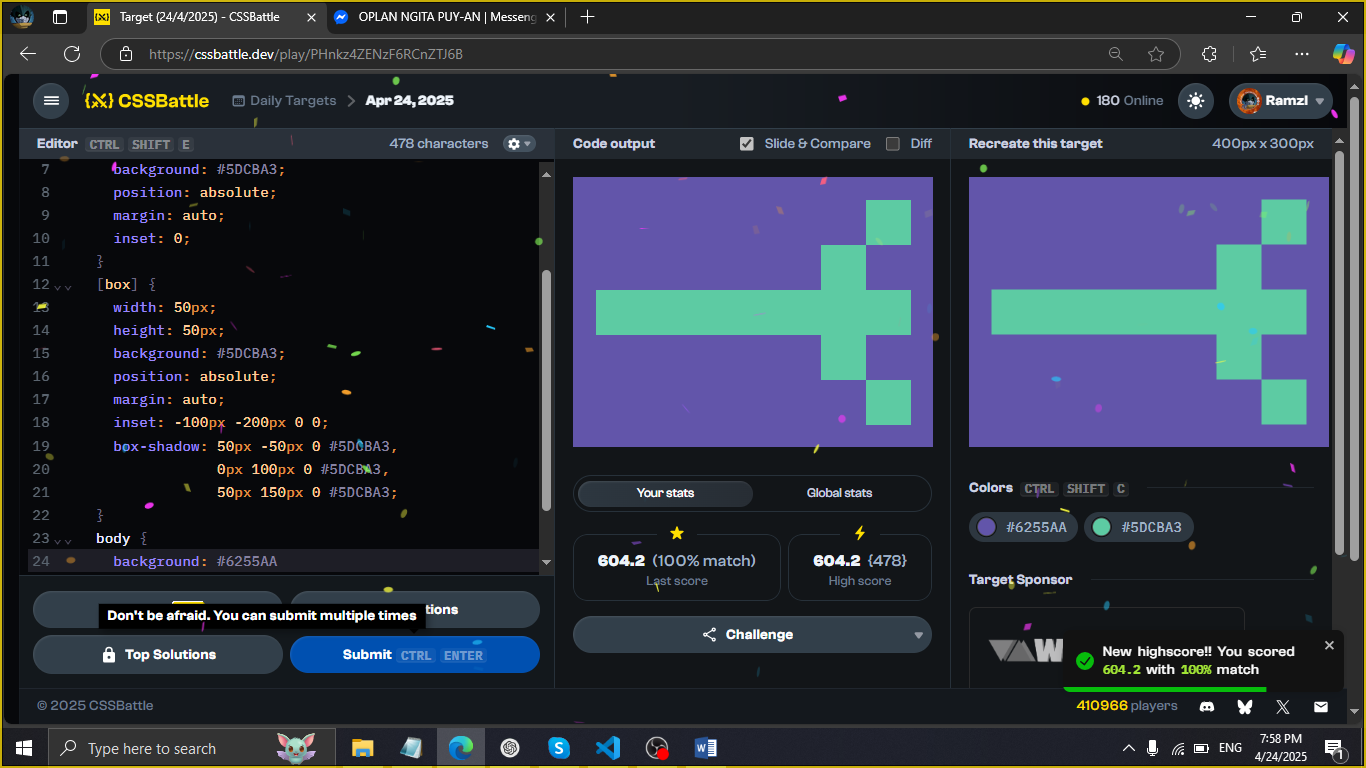 Target (24/4/2025) - CSSBattle
OPLAN NGITA PUY-AN | Messeng
https://cssbattle.dev/play/PHnkz4ZENzF6RCnZTJ6B
CSSBattle
Daily Targets
Apr 24, 2025
180 Online
Ramzl
Editor CTRL SHIFT E
478 characters
Code output
Slide & Compare
Diff
Recreate this target
400px x 300px
7 background: #5DCBA3;
8 position: absolute;
9 margin: auto;
10 inset: 0;
11 }
12 [box] {
13 width: 50px;
14 height: 50px;
15 background: #5DCBA3;
16 position: absolute;
17 margin: auto;
18 inset: -100px -200px 0 0;
19 box-shadow: 50px -50px 0 #5DCBA3,
20 0px 100px 0 #5DCBA3,
21 50px 150px 0 #5DCBA3;
22 }
23 body {
24 background: #6255AA
Your stats
Global stats
604.2 (100% match)
Last score
604.2 {478}
High score
Challenge
Colors CTRL SHIFT C
#6255AA
#5DCBA3
Target Sponsor
Don't be afraid. You can submit multiple times
tions
Top Solutions
Submit CTRL ENTER
New highscore!! You scored
604.2 with 100% match
© 2025 CSSBattle
410966 players
Type here to search
ENG
7:58 PM
4/24/2025
1